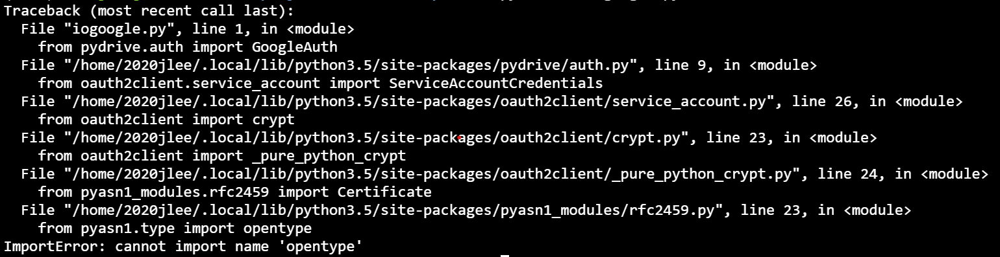 Traceback (most recent call last):
  File "iogoogle.py", line 1, in <module>
    from pydrive.auth import GoogleAuth
  File "/home/2020jlee/.local/lib/python3.5/site-packages/pydrive/auth.py", line 9, in <module>
    from oauth2client.service_account import ServiceAccountCredentials
  File "/home/2020jlee/.local/lib/python3.5/site-packages/oauth2client/service_account.py", line 26, in <module>
    from oauth2client import crypt
  File "/home/2020jlee/.local/lib/python3.5/site-packages/oauth2client/crypt.py", line 23, in <module>
    from oauth2client import _pure_python_crypt
  File "/home/2020jlee/.local/lib/python3.5/site-packages/oauth2client/_pure_python_crypt.py", line 24, in <module>
    from pyasn1_modules.rfc2459 import Certificate
  File "/home/2020jlee/.local/lib/python3.5/site-packages/pyasn1_modules/rfc2459.py", line 23, in <module>
    from pyasn1.type import opentype
ImportError: cannot import name 'opentype'